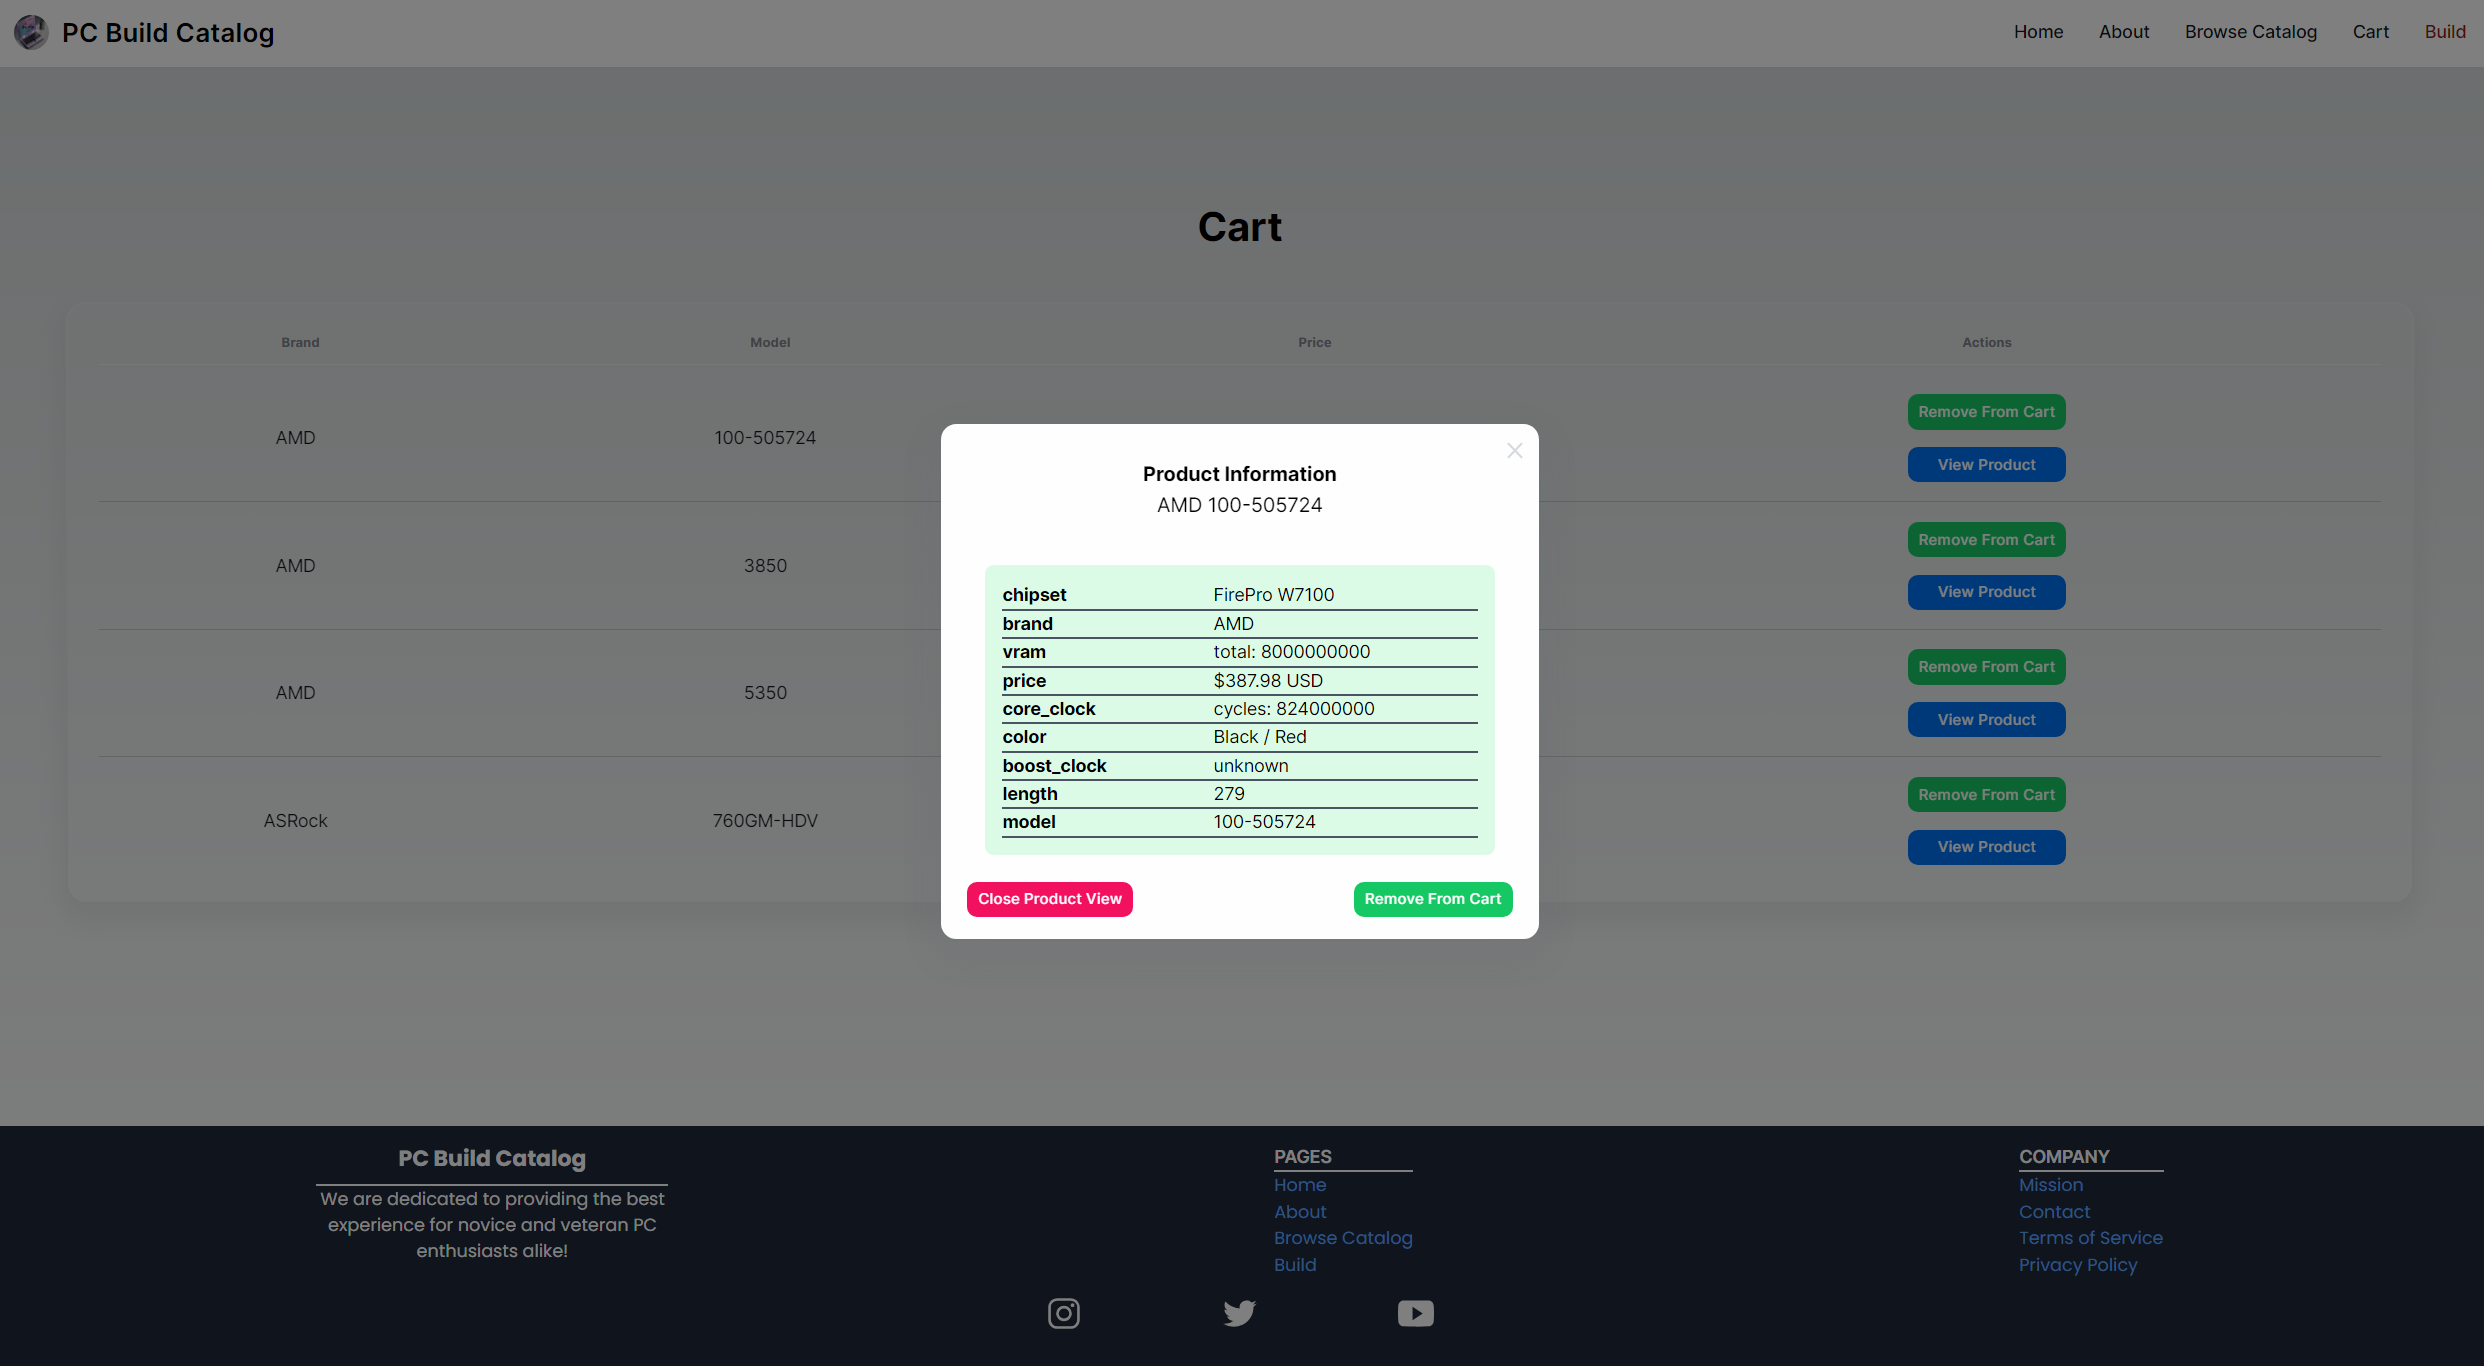 PC Build Catalog
Home About Browse Catalog Cart Build
Cart
Brand Model Price Actions
AMD 100-505724 Remove From Cart
View Product
AMD 3850 Remove From Cart
View Product
AMD 5350 Remove From Cart
View Product
ASRock 760GM-HDV Remove From Cart
View Product
Product Information
AMD 100-505724
chipset FirePro W7100
brand AMD
vram total: 8000000000
price $387.98 USD
core_clock cycles: 824000000
color Black / Red
boost_clock unknown
length 279
model 100-505724
Close Product View Remove From Cart
PC Build Catalog
We are dedicated to providing the best
experience for novice and veteran PC
enthusiasts alike!
PAGES
Home
About
Browse Catalog
Build
COMPANY
Mission
Contact
Terms of Service
Privacy Policy